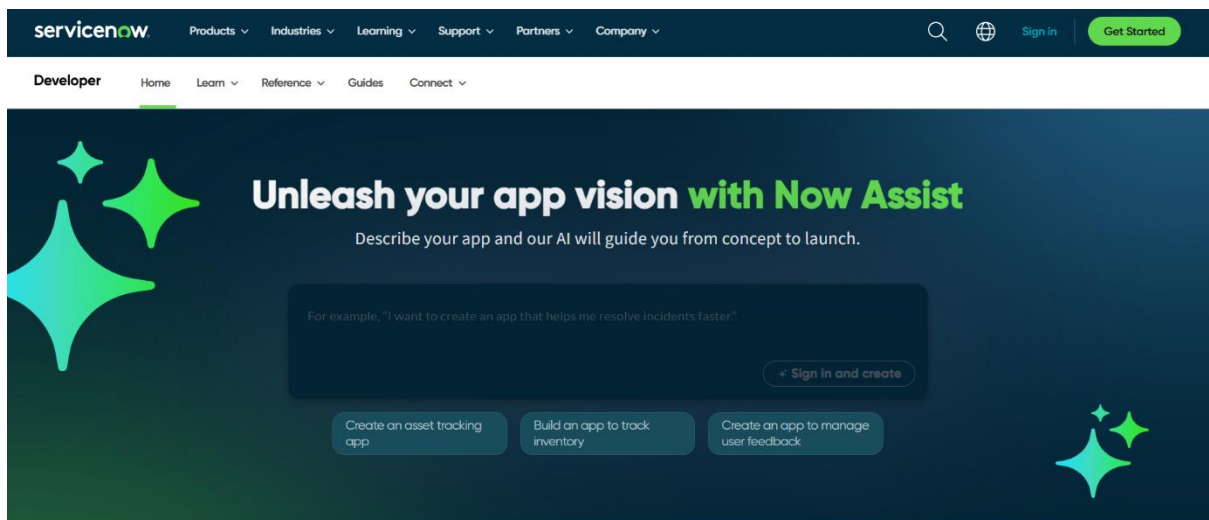 servicenow. Products Industries Learning Support Partners Company Sign in Get Started
Developer Home Learn Reference Guides Connect
Unleash your app vision with Now Assist
Describe your app and our AI will guide you from concept to launch.
For example, "I want to create an app that helps me resolve incidents faster."
Sign in and create
Create an asset tracking
app
Build an app to track
inventory
Create an app to manage
user feedback